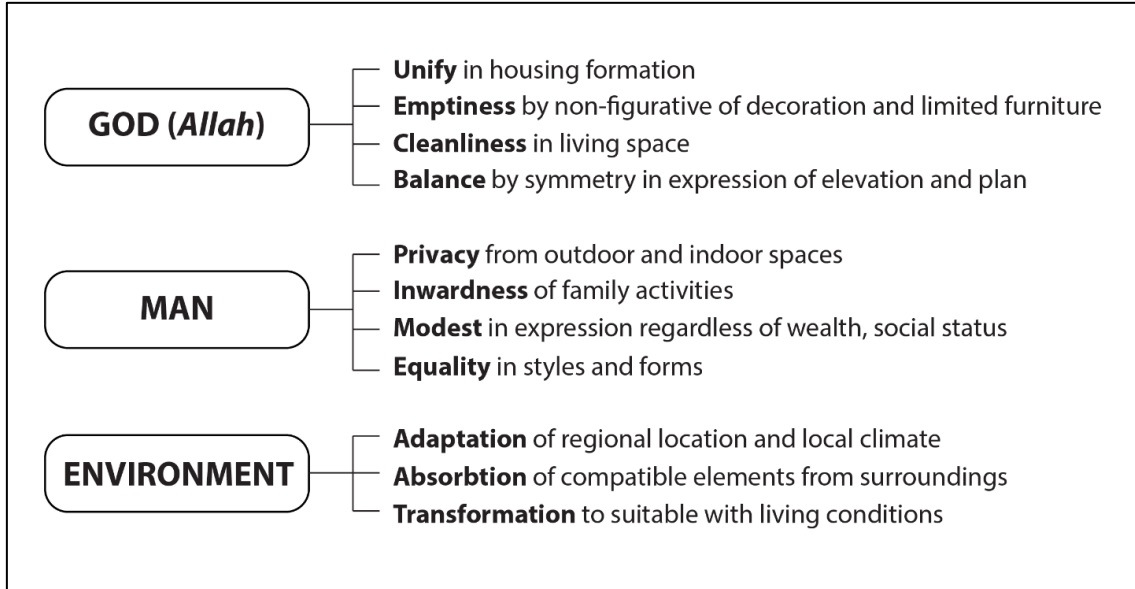 GOD (Allah)
Unify in housing formation
Emptiness by non-figurative of decoration and limited furniture
Cleanliness in living space
Balance by symmetry in expression of elevation and plan
MAN
Privacy from outdoor and indoor spaces
Inwardness of family activities
Modest in expression regardless of wealth, social status
Equality in styles and forms
ENVIRONMENT
Adaptation of regional location and local climate
Absorbtion of compatible elements from surroundings
Transformation to suitable with living conditions